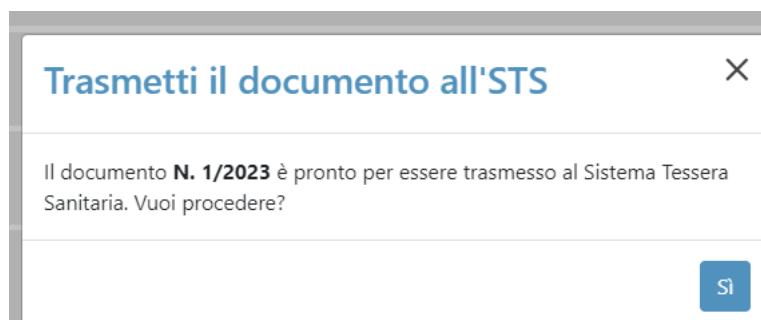 Trasmetti il documento all'STS
Il documento N. 1/2023 è pronto per essere trasmesso al Sistema Tessera
Sanitaria. Vuoi procedere?
Sì